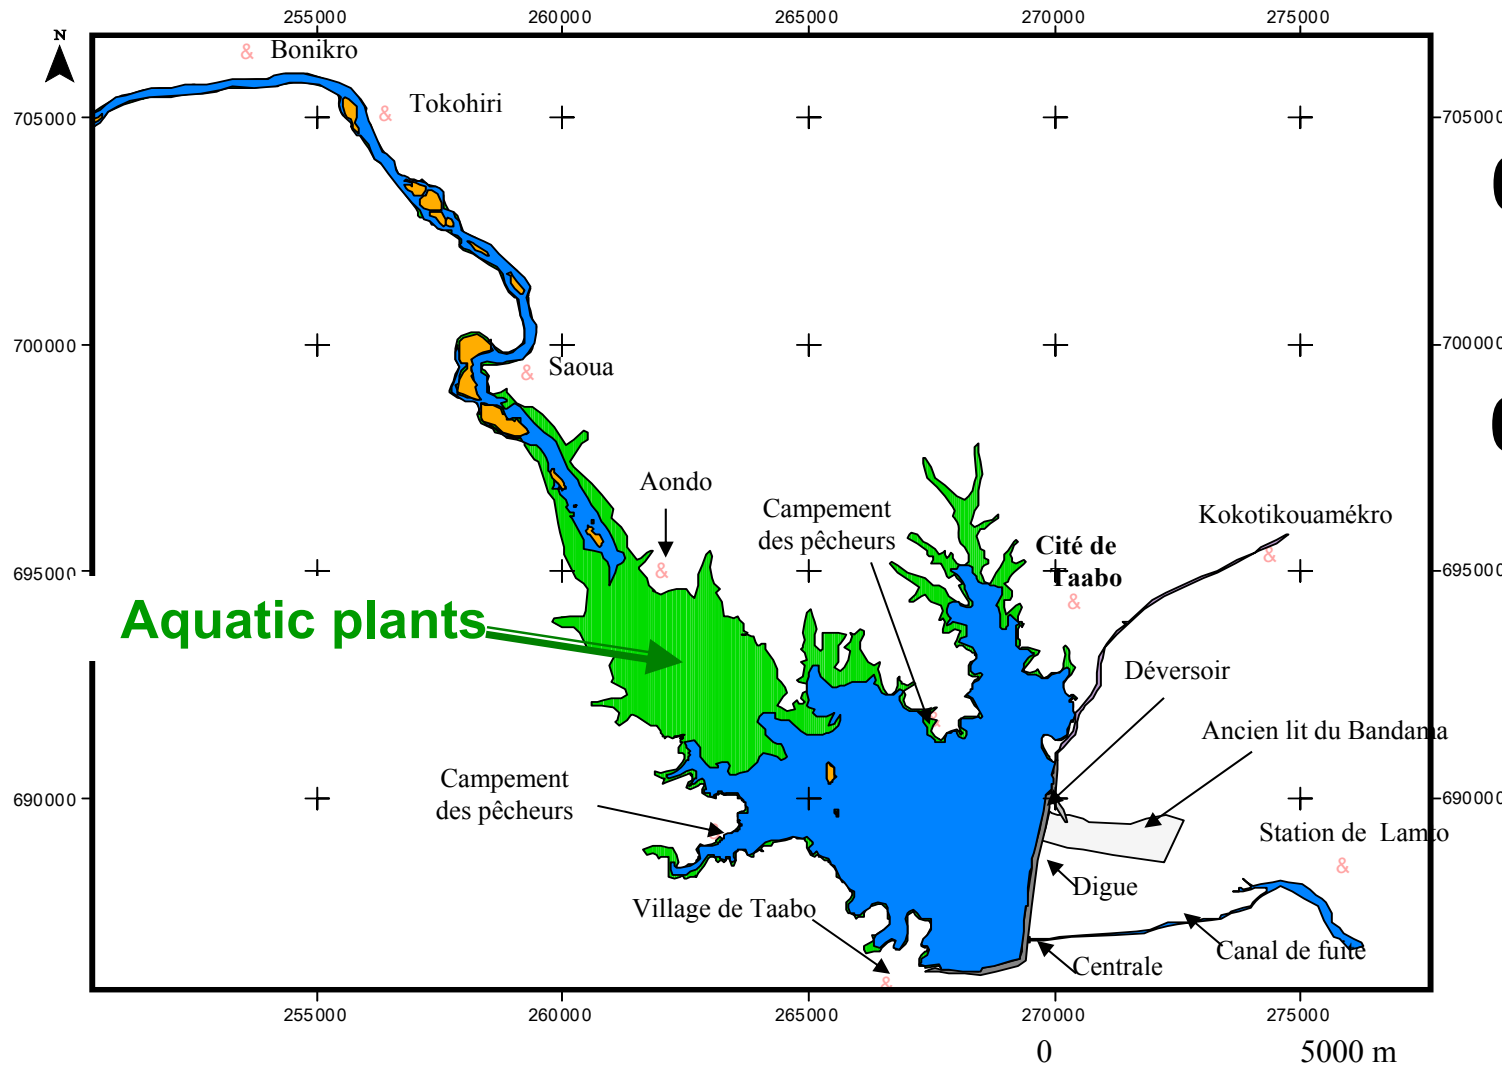 255000 260000 265000 270000 275000
N
& Bonikro
& Tokohiri
705000 705000
700000 700000
& Saoua
Aondo
&
Campement
des pêcheurs
Kokotikouamékro
&
Cité de
Taabo
&
695000 695000
Aquatic plants
Déversoir
&
Ancien lit du Bandama
Campement
des pêcheurs
690000 690000
Station de Lamto
&
Digue
Village de Taabo
&
Canal de fuite
Centrale
255000 260000 265000 270000 275000
0 5000 m